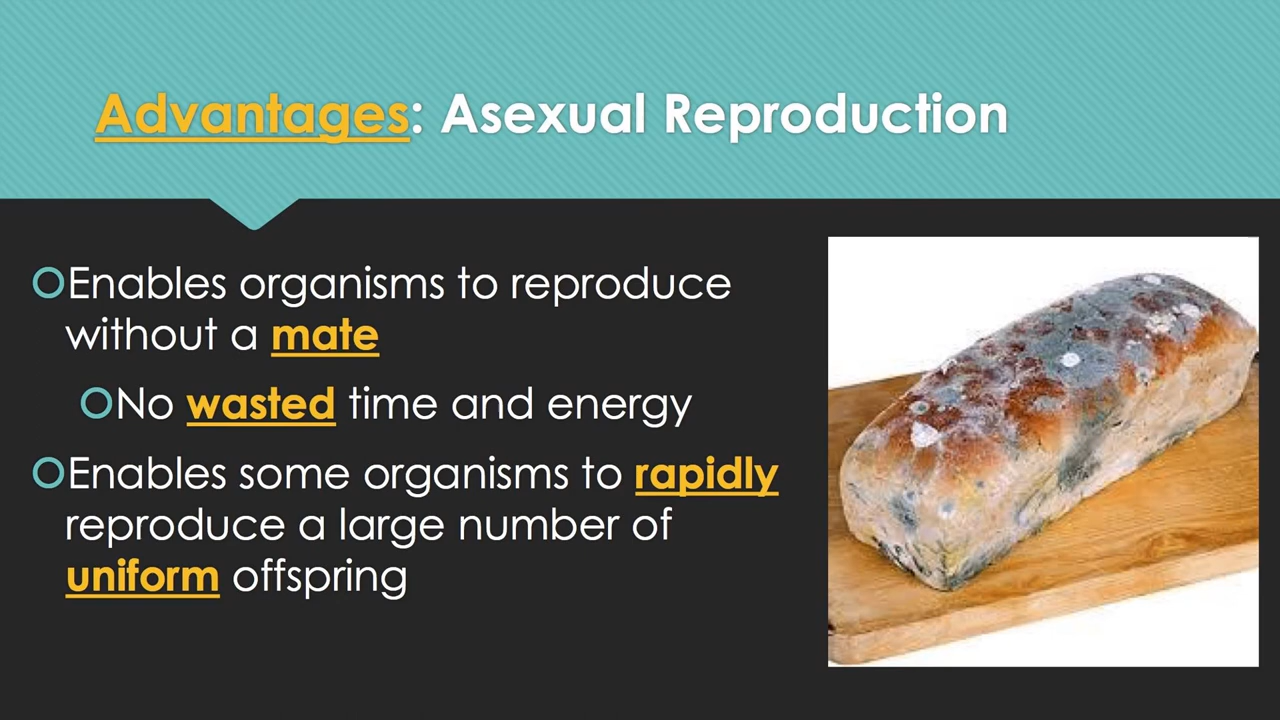 Advantages: Asexual Reproduction
Enables organisms to reproduce
without a mate
No wasted time and energy
Enables some organisms to rapidly
reproduce a large number of
uniform offspring